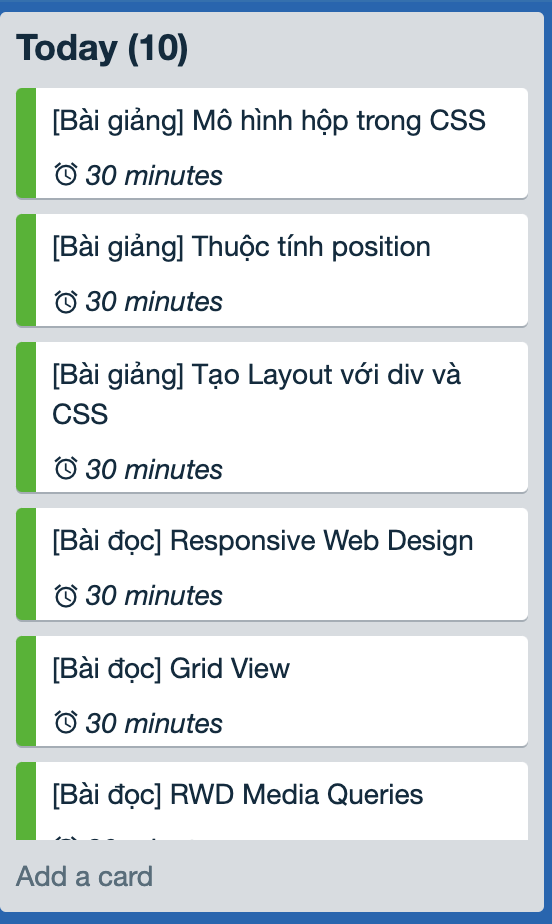 Today (10)
[Bài giảng] Mô hình hộp trong CSS
30 minutes
[Bài giảng] Thuộc tính position
30 minutes
[Bài giảng] Tạo Layout với div và
CSS
30 minutes
[Bài đọc] Responsive Web Design
30 minutes
[Bài đọc] Grid View
30 minutes
[Bài đọc] RWD Media Queries
Add a card